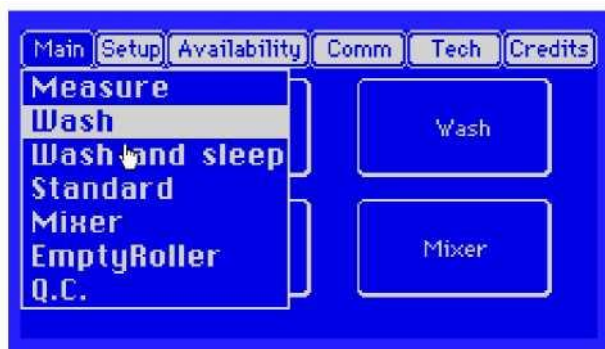 Main Setup Availability Comm Tech Credits
Measure
Wash
Wash and sleep
Standard
Mixer
EmptyRoller
Q.C.
Wash
Mixer